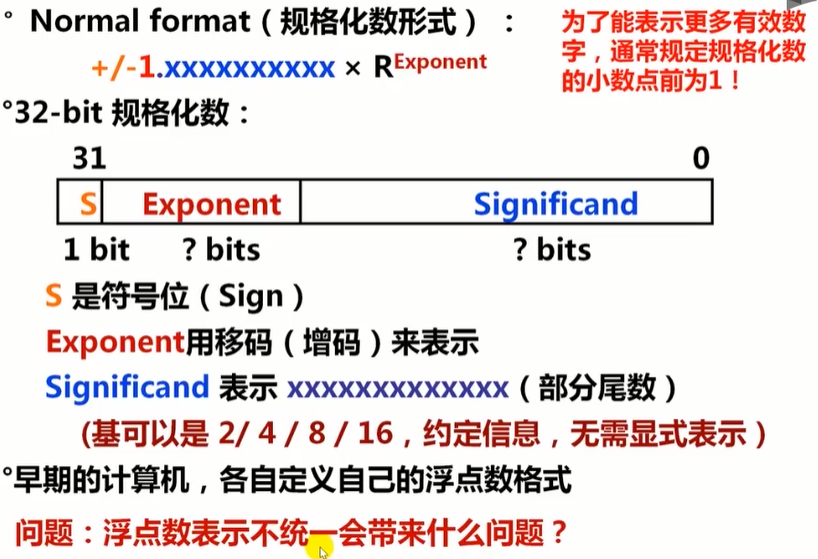 ° Normal format（规格化数形式）：
为了能表示更多有效数
字，通常规定规格化数
的小数点前为1！
+/-1.xxxxxxxxxx × R^Exponent
°32-bit 规格化数：
31 0
S Exponent Significand
1 bit ? bits ? bits
S 是符号位（Sign）
Exponent用移码（增码）来表示
Significand 表示 xxxxxxxxxxxxx（部分尾数）
(基可以是 2/ 4 / 8 / 16，约定信息，无需显式表示）
°早期的计算机，各自定义自己的浮点数格式
问题：浮点数表示不统一会带来什么问题？